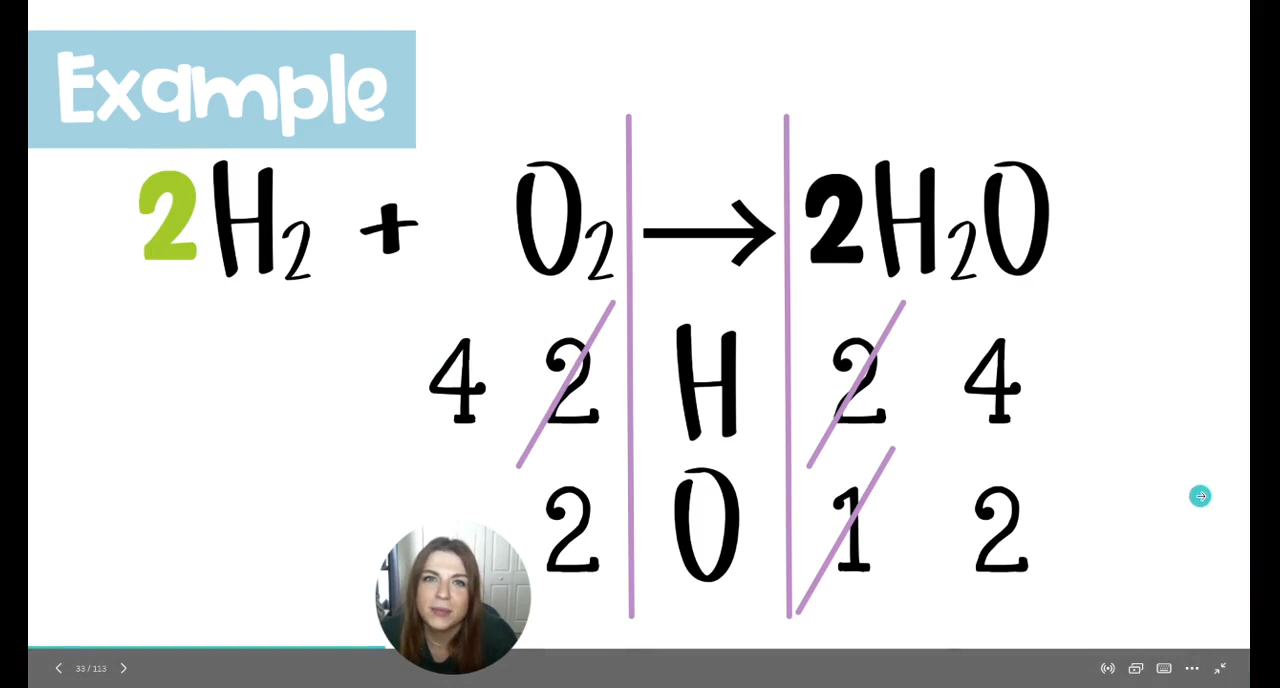 Example
2H₂ + O₂ → 2H₂O
4 2 H 2 4
2 O 1 2
33 / 113